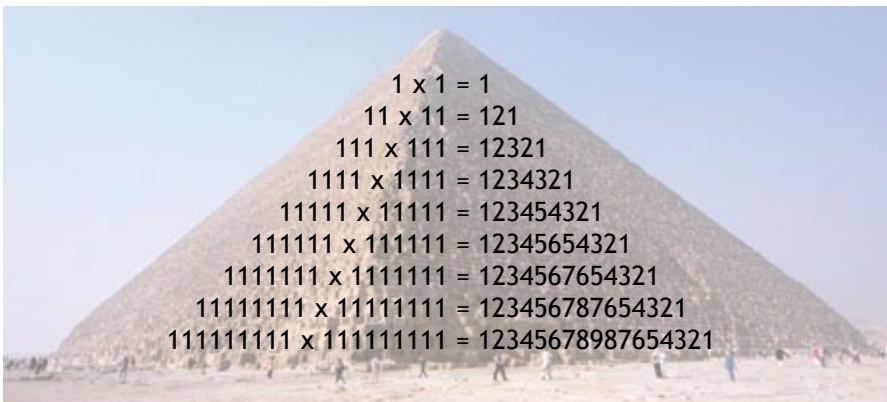 1 x 1 = 1
11 x 11 = 121
111 x 111 = 12321
1111 x 1111 = 1234321
11111 x 11111 = 123454321
111111 x 111111 = 12345654321
1111111 x 1111111 = 1234567654321
11111111 x 11111111 = 123456787654321
111111111 x 111111111 = 12345678987654321